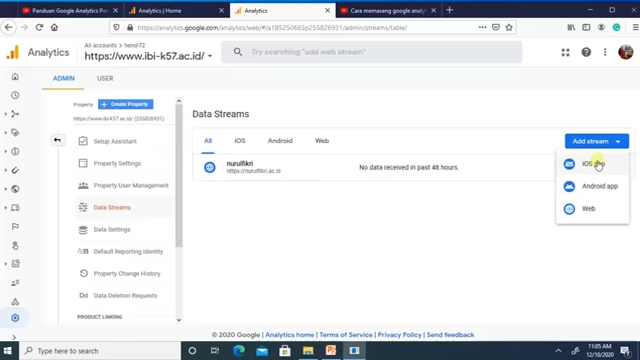 Panduan Google Analytics Pe
Analytics | Home
Analytics
Cara memasang google analyti
analytics.google.com/analytics/web/#/a185250683p255826931/admin/streams/table/
Analytics
All accounts > hendi72
https://www.ibi-k57.ac.id/
Try searching "add web stream"
ADMIN
USER
Property
Create Property
https://www.ibi-k57.ac.id (255826931)
Setup Assistant
Property Settings
Property User Management
Data Streams
Data Settings
Default Reporting Identity
Property Change History
Data Deletion Requests
PRODUCT LINKING
Data Streams
All
iOS
Android
Web
Add stream
nurulfikri
https://nurulfikri.ac.id
No data received in past 48 hours.
iOS app
Android app
Web
© 2020 Google | Analytics home | Terms of Service | Privacy Policy | Send feedback
Type here to search
11:05 AM
12/10/2020